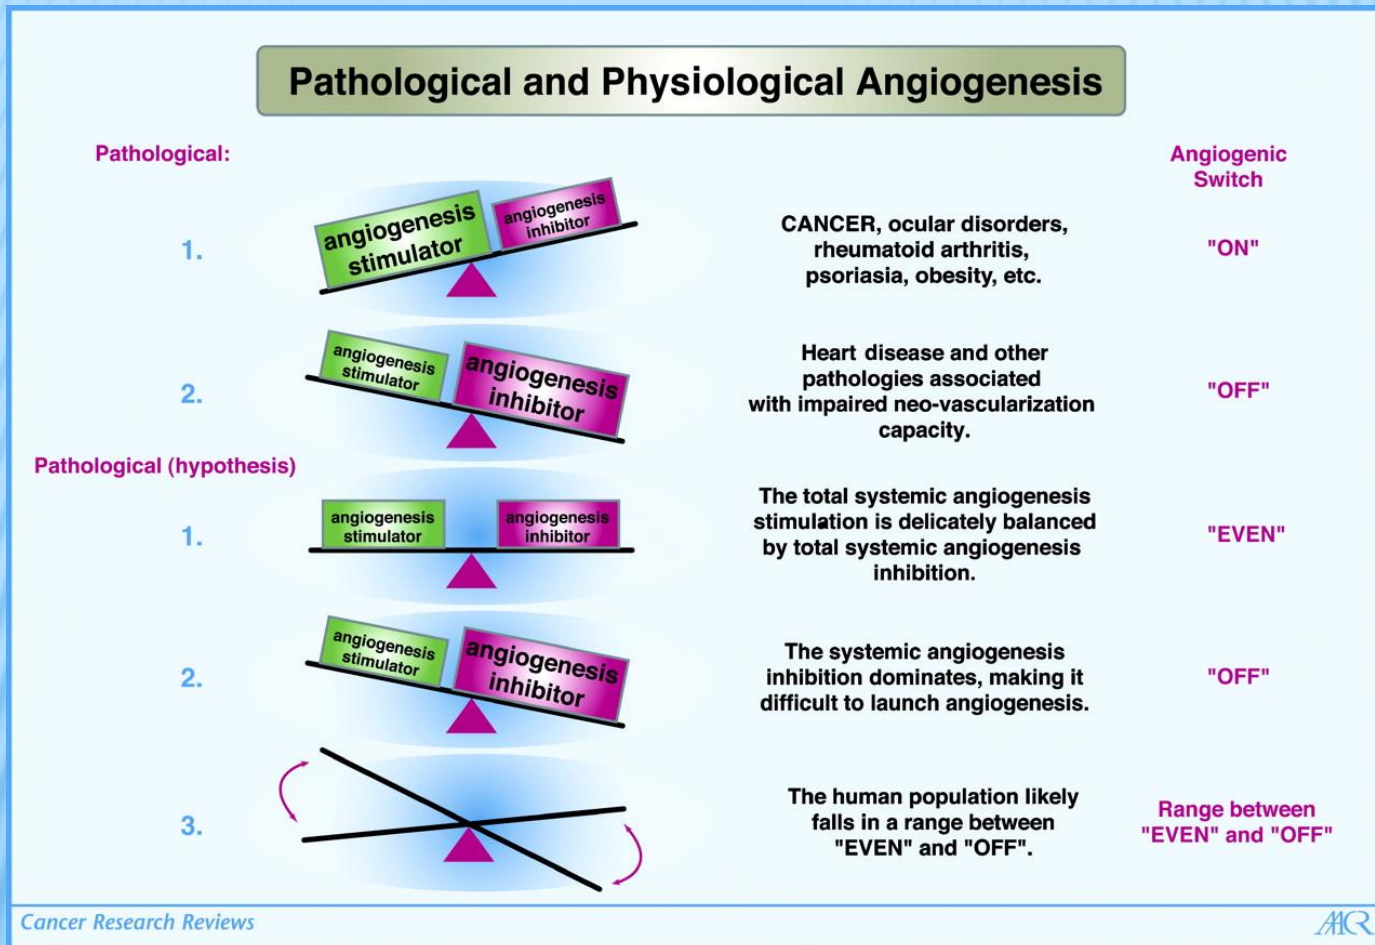 Pathological and Physiological Angiogenesis
Pathological:
Angiogenic
Switch
1.
angiogenesis
stimulator
angiogenesis
inhibitor
CANCER, ocular disorders,
rheumatoid arthritis,
psoriasia, obesity, etc.
"ON"
2.
angiogenesis
stimulator
angiogenesis
inhibitor
Heart disease and other
pathologies associated
with impaired neo-vascularization
capacity.
"OFF"
Pathological (hypothesis)
1.
angiogenesis
stimulator
angiogenesis
inhibitor
The total systemic angiogenesis
stimulation is delicately balanced
by total systemic angiogenesis
inhibition.
"EVEN"
2.
angiogenesis
stimulator
angiogenesis
inhibitor
The systemic angiogenesis
inhibition dominates, making it
difficult to launch angiogenesis.
"OFF"
3.
The human population likely
falls in a range between
"EVEN" and "OFF".
Range between
"EVEN" and "OFF"
Cancer Research Reviews
AACR